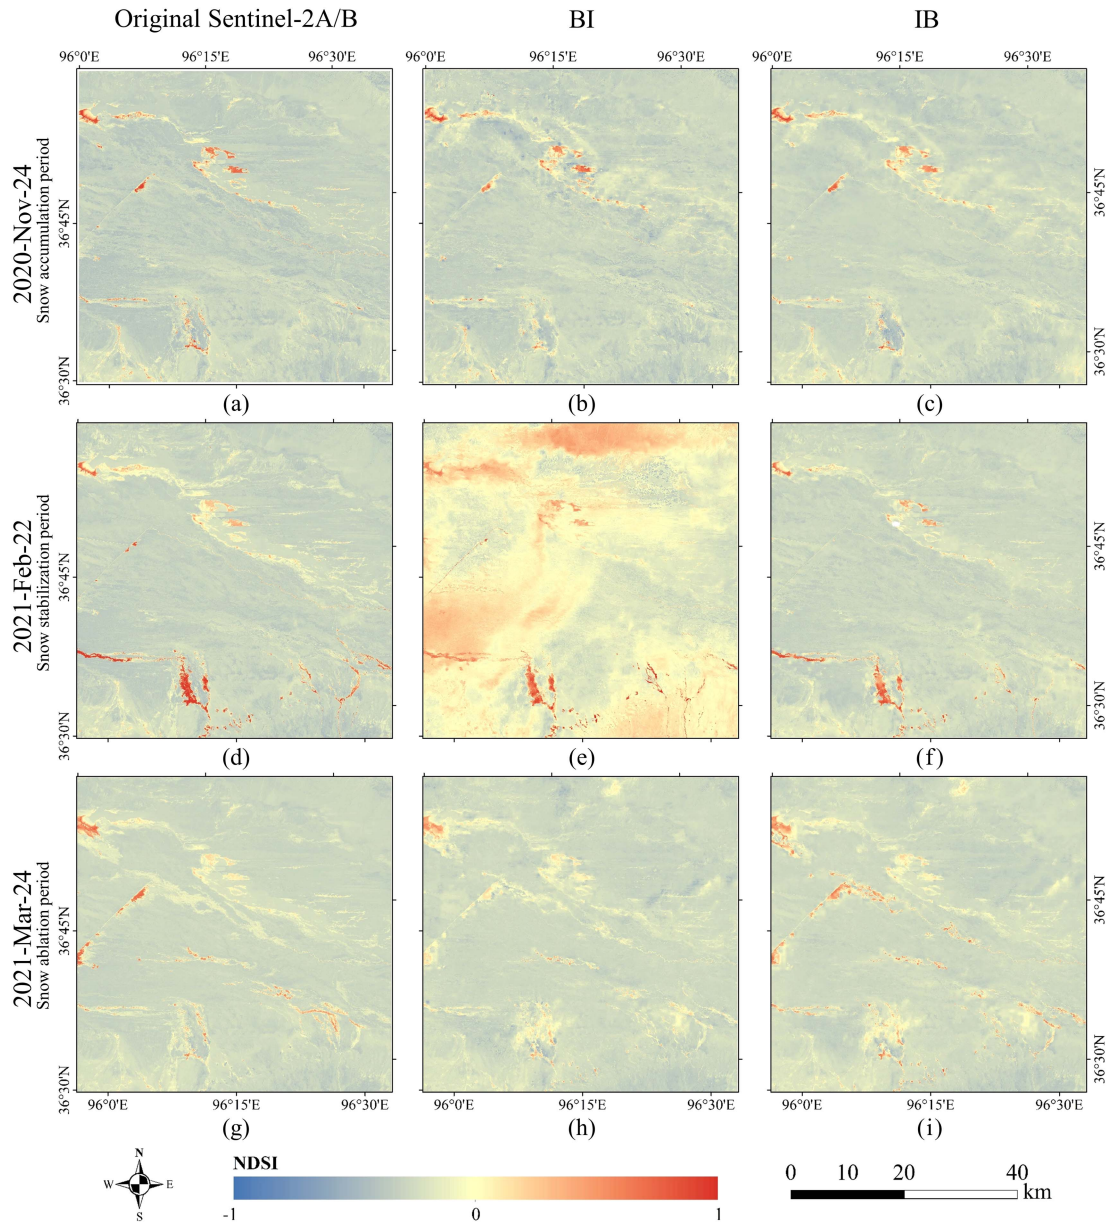 Original Sentinel-2A/B BI IB
96°0'E 96°15'E 96°30'E 96°0'E 96°15'E 96°30'E 96°0'E 96°15'E 96°30'E
2020-Nov-24
Snow accumulation period
36°45'N
36°30'N
36°45'N
36°30'N
(a) (b) (c)
2021-Feb-22
Snow stabilization period
36°45'N
36°30'N
36°45'N
36°30'N
(d) (e) (f)
2021-Mar-24
Snow ablation period
36°45'N
36°30'N
36°45'N
36°30'N
96°0'E 96°15'E 96°30'E 96°0'E 96°15'E 96°30'E 96°0'E 96°15'E 96°30'E
(g) (h) (i)
N
W E
S
NDSI
-1 0 1
0 10 20 40
km